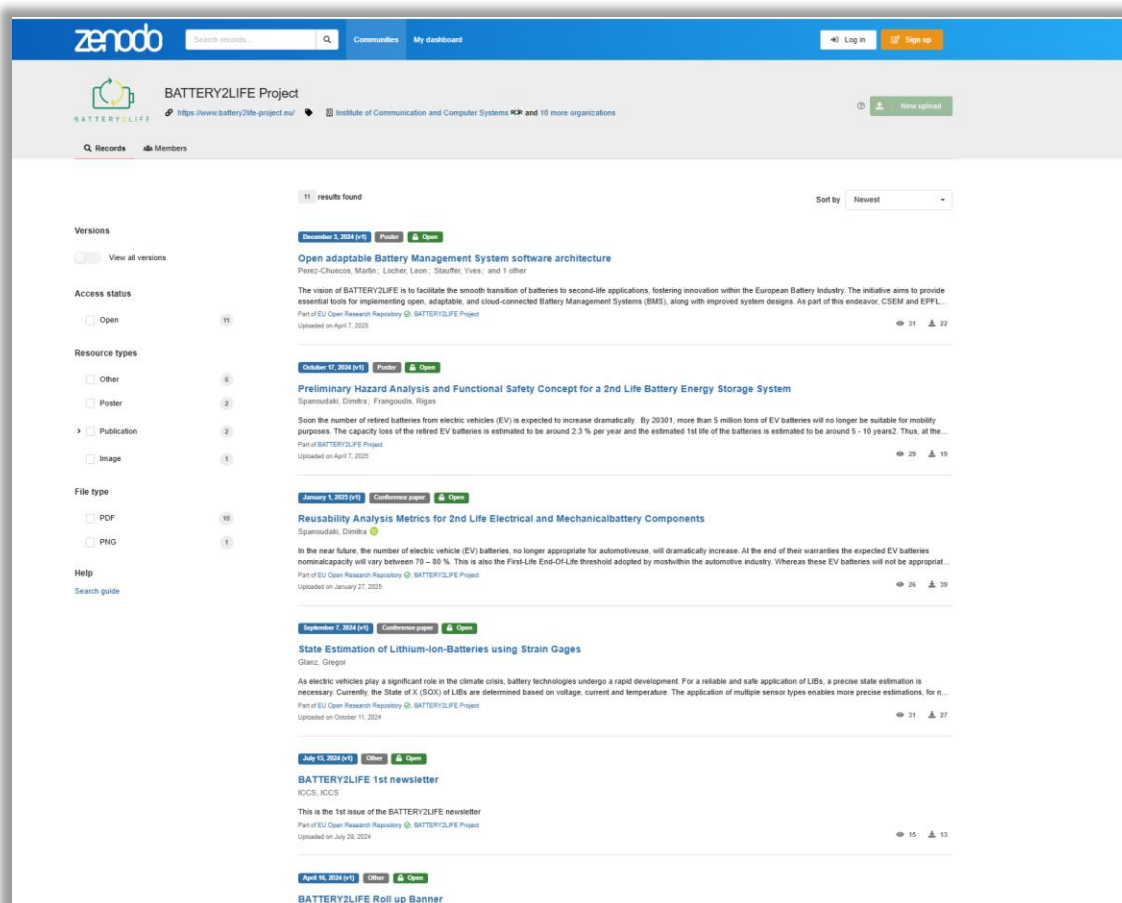 zenodo
Search records...
Communities
My dashboard
Log in
Sign up
BATTERY2LIFE
BATTERY2LIFE Project
https://www.battery2life-project.eu/
Institute of Communication and Computer Systems ROR and 10 more organizations
New upload
Records
Members
11 results found
Sort by Newest
Versions
View all versions
Access status
Open 11
Resource types
Other 6
Poster 2
Publication 2
Image 1
File type
PDF 10
PNG 1
Help
Search guide
December 3, 2024 (v1) Poster Open
Open adaptable Battery Management System software architecture
Perez-Chuecos, Martin; Locher, Leon; Stauffer, Yves; and 1 other
The vision of BATTERY2LIFE is to facilitate the smooth transition of batteries to second-life applications, fostering innovation within the European Battery Industry. The initiative aims to provide
essential tools for implementing open, adaptable, and cloud-connected Battery Management Systems (BMS), along with improved system designs. As part of this endeavor, CSEM and EPFL...
Part of EU Open Research Repository, BATTERY2LIFE Project
Uploaded on April 7, 2025
31 22
October 17, 2024 (v1) Poster Open
Preliminary Hazard Analysis and Functional Safety Concept for a 2nd Life Battery Energy Storage System
Spanoudaki, Dimitra; Frangoudis, Rigas
Soon the number of retired batteries from electric vehicles (EV) is expected to increase dramatically. By 20301, more than 5 million tons of EV batteries will no longer be suitable for mobility
purposes. The capacity loss of the retired EV batteries is estimated to be around 2.3 % per year and the estimated 1st life of the batteries is estimated to be around 5 - 10 years2. Thus, at the...
Part of BATTERY2LIFE Project
Uploaded on April 7, 2025
29 19
January 1, 2025 (v1) Conference paper Open
Reusability Analysis Metrics for 2nd Life Electrical and Mechanicalbattery Components
Spanoudaki, Dimitra
In the near future, the number of electric vehicle (EV) batteries, no longer appropriate for automotiveuse, will dramatically increase. At the end of their warranties the expected EV batteries
nominalcapacity will vary between 70 – 80 %. This is also the First-Life End-Of-Life threshold adopted by mostwithin the automotive industry. Whereas these EV batteries will not be appropriat...
Part of EU Open Research Repository, BATTERY2LIFE Project
Uploaded on January 27, 2025
26 39
September 7, 2024 (v1) Conference paper Open
State Estimation of Lithium-Ion-Batteries using Strain Gages
Glanz, Gregor
As electric vehicles play a significant role in the climate crisis, battery technologies undergo a rapid development. For a reliable and safe application of LIBs, a precise state estimation is
necessary. Currently, the State of X (SOX) of LIBs are determined based on voltage, current and temperature. The application of multiple sensor types enables more precise estimations, for n...
Part of EU Open Research Repository, BATTERY2LIFE Project
Uploaded on October 11, 2024
31 27
July 15, 2024 (v1) Other Open
BATTERY2LIFE 1st newsletter
ICCS, ICCS
This is the 1st issue of the BATTERY2LIFE newsletter
Part of EU Open Research Repository, BATTERY2LIFE Project
Uploaded on July 29, 2024
15 13
April 16, 2024 (v1) Other Open
BATTERY2LIFE Roll up Banner